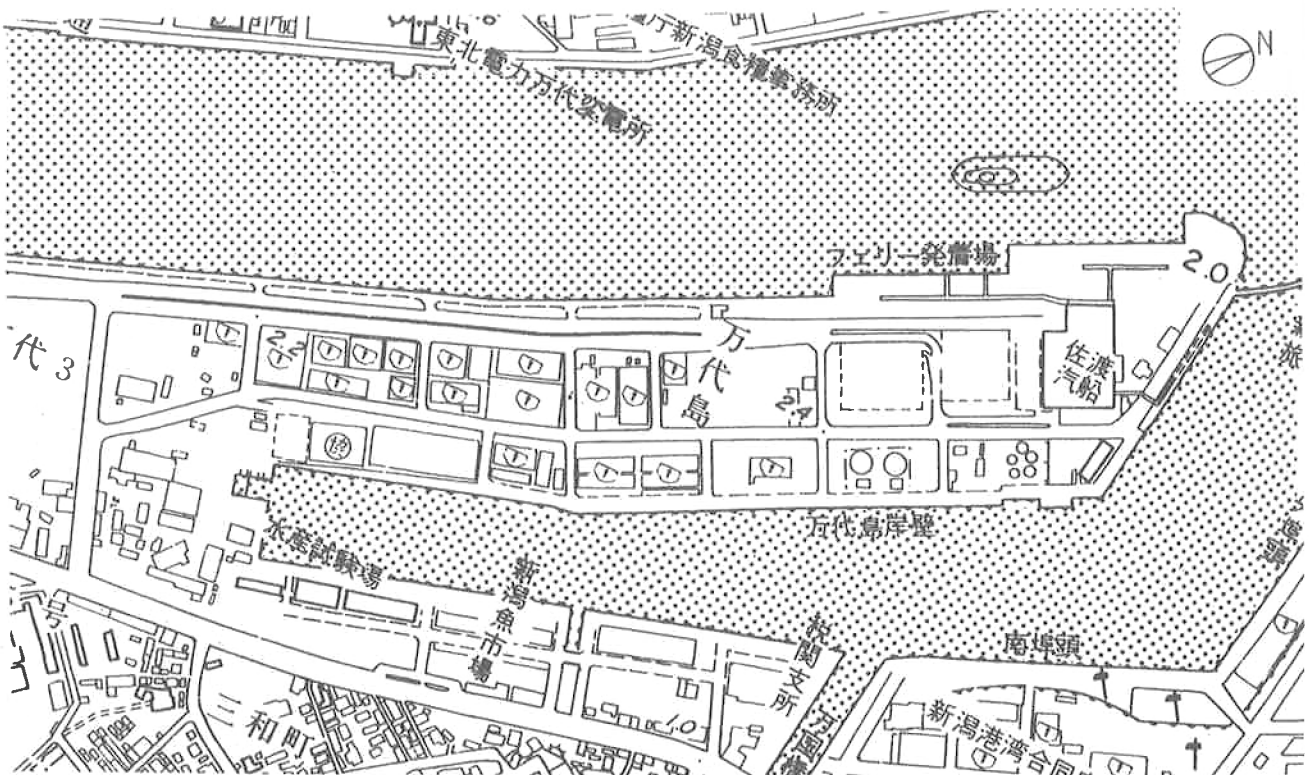 東北電力万代変電所
庁新潟食糧事務所
N
フェリー発着場
2.0
代3
2.2
万代島
2.4
佐渡
汽船
万代島岸壁
水産試験場
新潟魚市場
税関支所
南埠頭
三和町
1.0
号
新潟港湾合同